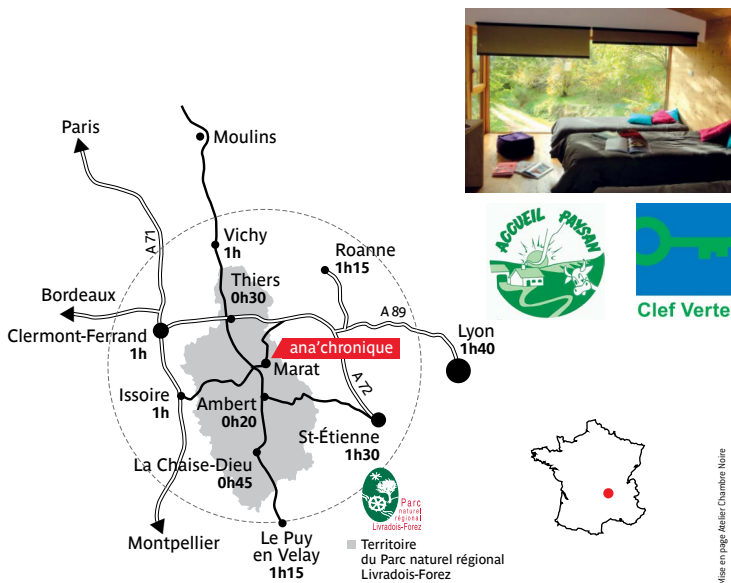 Paris
Moulins
A 71
Vichy
1h
Roanne
1h15
Thiers
0h30
Bordeaux
A 89
Clermont-Ferrand
1h
Lyon
1h40
ana’chronique
Marat
A 72
Issoire
1h
Ambert
0h20
St-Étienne
1h30
La Chaise-Dieu
0h45
Montpellier
Le Puy
en Velay
1h15
Parc
naturel
régional
Livradois-Forez
Territoire
du Parc naturel régional
Livradois-Forez
ACCUEIL PAYSAN
Clef Verte
Mise en page Atelier Chambre Noire